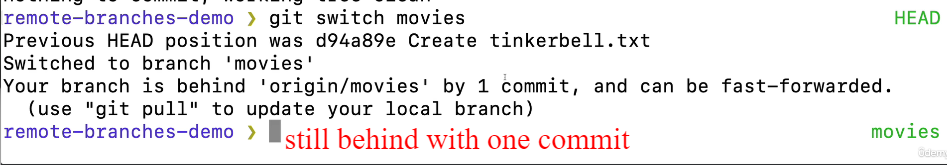 remote-branches-demo ❯ git switch movies HEAD
Previous HEAD position was d94a89e Create tinkerbell.txt
Switched to branch 'movies'
Your branch is behind 'origin/movies' by 1 commit, and can be fast-forwarded.
(use "git pull" to update your local branch)
remote-branches-demo ❯ still behind with one commit movies